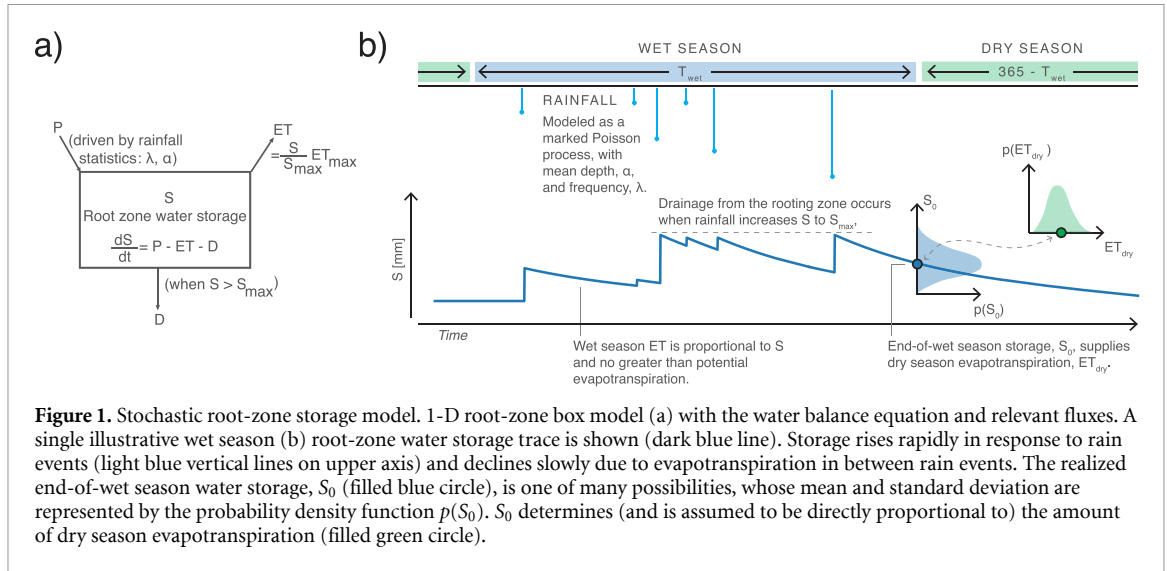 a)
P
(driven by rainfall
statistics: λ, α)
ET
= S/Smax ETmax
S
Root zone water storage
dS/dt = P - ET - D
(when S > Smax)
D
b)
WET SEASON
DRY SEASON
Twet
365 - Twet
RAINFALL
Modeled as a
marked Poisson
process, with
mean depth, α,
and frequency, λ.
Drainage from the rooting zone occurs
when rainfall increases S to Smax,
S [mm]
Time
S0
p(S0)
p(ETdry )
ETdry
Wet season ET is proportional to S
and no greater than potential
evapotranspiration.
End-of-wet season storage, S0, supplies
dry season evapotranspiration, ETdry.
Figure 1. Stochastic root-zone storage model. 1-D root-zone box model (a) with the water balance equation and relevant fluxes. A
single illustrative wet season (b) root-zone water storage trace is shown (dark blue line). Storage rises rapidly in response to rain
events (light blue vertical lines on upper axis) and declines slowly due to evapotranspiration in between rain events. The realized
end-of-wet season water storage, S0 (filled blue circle), is one of many possibilities, whose mean and standard deviation are
represented by the probability density function p(S0). S0 determines (and is assumed to be directly proportional to) the amount
of dry season evapotranspiration (filled green circle).